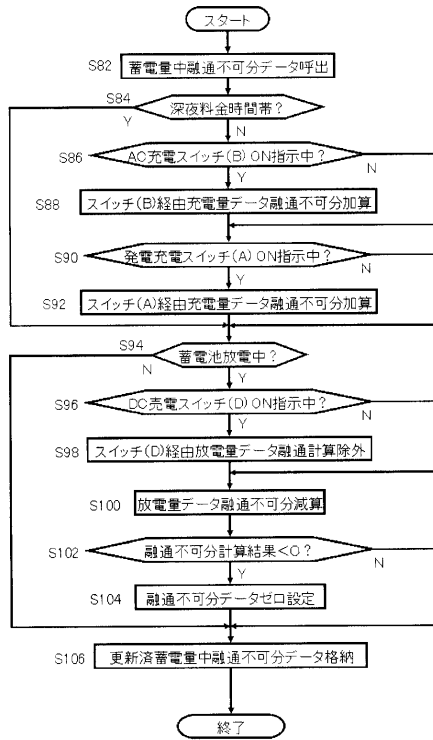 スタート
S82 蓄電量中融通不可分データ呼出
S84 深夜料金時間帯？
Y
N
S86 AC充電スイッチ(B) ON指示中？ N
Y
S88 スイッチ(B)経由充電量データ融通不可分加算
S90 発電充電スイッチ(A) ON指示中？ N
Y
S92 スイッチ(A)経由充電量データ融通不可分加算
S94 蓄電池放電中？
N
Y
S96 DC売電スイッチ(D) ON指示中？ N
Y
S98 スイッチ(D)経由放電量データ融通計算除外
S100 放電量データ融通不可分減算
S102 融通不可分計算結果<0？ N
Y
S104 融通不可分データゼロ設定
S106 更新済蓄電量中融通不可分データ格納
終了